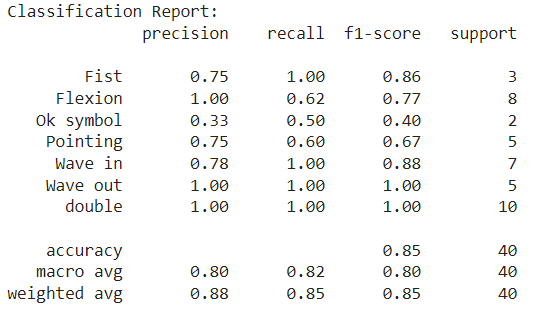 Classification Report:
precision recall f1-score support
Fist 0.75 1.00 0.86 3
Flexion 1.00 0.62 0.77 8
Ok symbol 0.33 0.50 0.40 2
Pointing 0.75 0.60 0.67 5
Wave in 0.78 1.00 0.88 7
Wave out 1.00 1.00 1.00 5
double 1.00 1.00 1.00 10
accuracy 0.85 40
macro avg 0.80 0.82 0.80 40
weighted avg 0.88 0.85 0.85 40